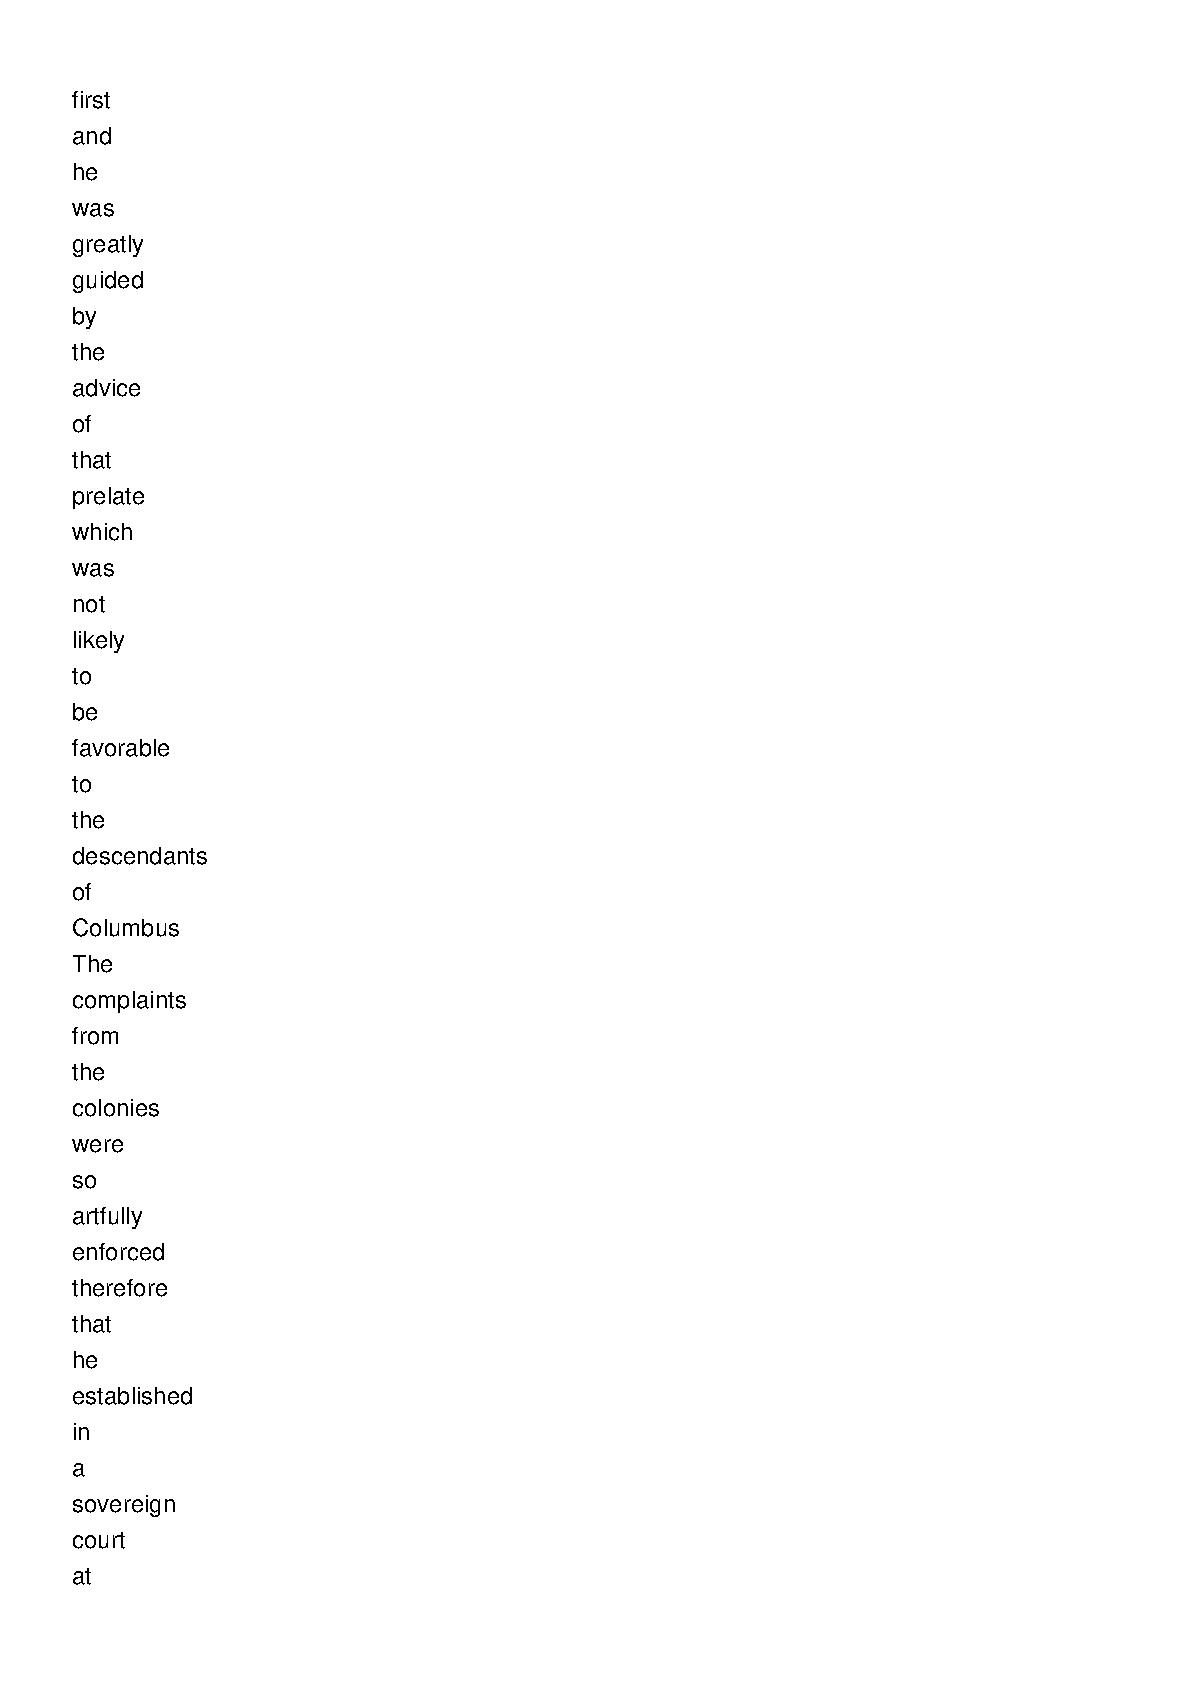 first
and
he
was
greatly
guided
by
the
advice
of
that
prelate
which
was
not
likely
to
be
favorable
to
the
descendants
of
Columbus
The
complaints
from
the
colonies
were
so
artfully
enforced
therefore
that
he
established
in
a
sovereign
court
at